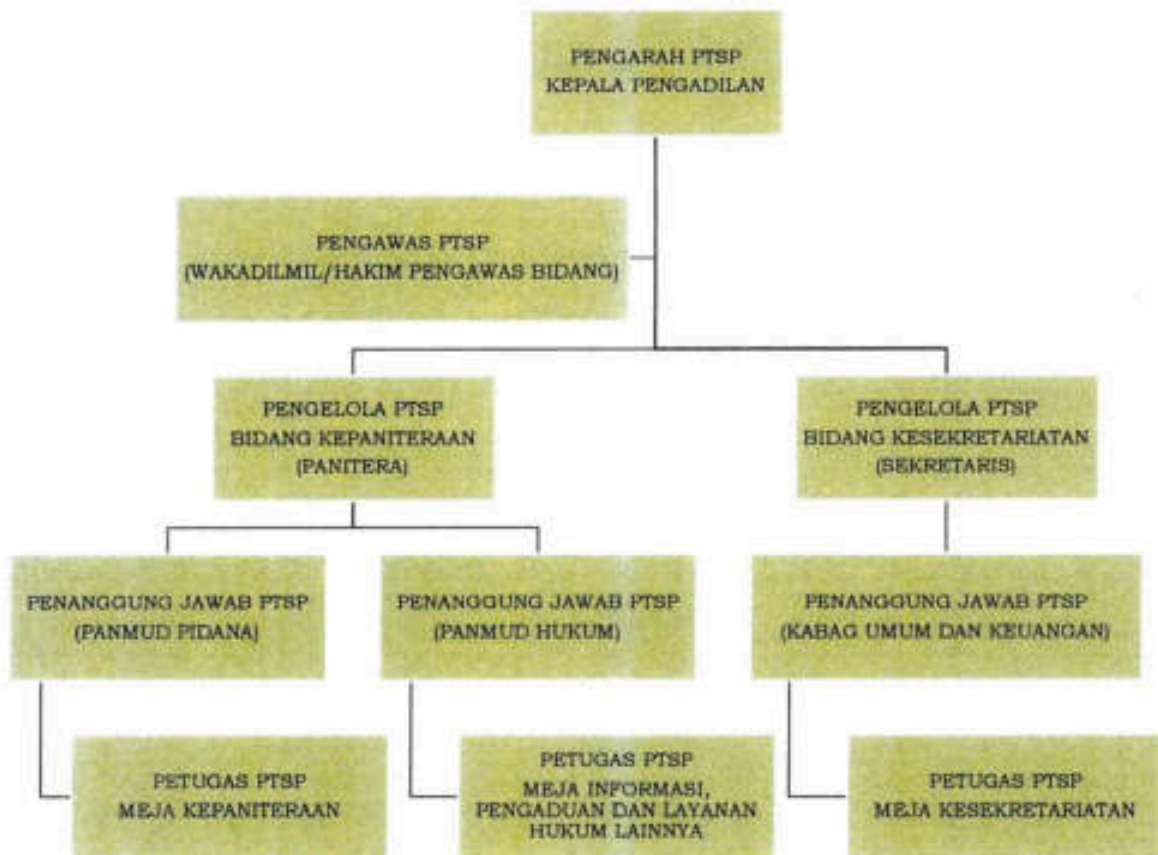 PENGARAH PTSP
KEPALA PENGADILAN
PENGAWAS PTSP
(WAKADILMIL/HAKIM PENGAWAS BIDANG)
PENGELOLA PTSP
BIDANG KEPANITERAAN
(PANITERA)
PENGELOLA PTSP
BIDANG KESEKRETARIATAN
(SEKRETARIS)
PENANGGUNG JAWAB PTSP
(PANMUD PIDANA)
PENANGGUNG JAWAB PTSP
(PANMUD HUKUM)
PENANGGUNG JAWAB PTSP
(KABAG UMUM DAN KEUANGAN)
PETUGAS PTSP
MEJA KEPANITERAAN
PETUGAS PTSP
MEJA INFORMASI,
PENGADUAN DAN LAYANAN
HUKUM LAINNYA
PETUGAS PTSP
MEJA KESEKRETARIATAN